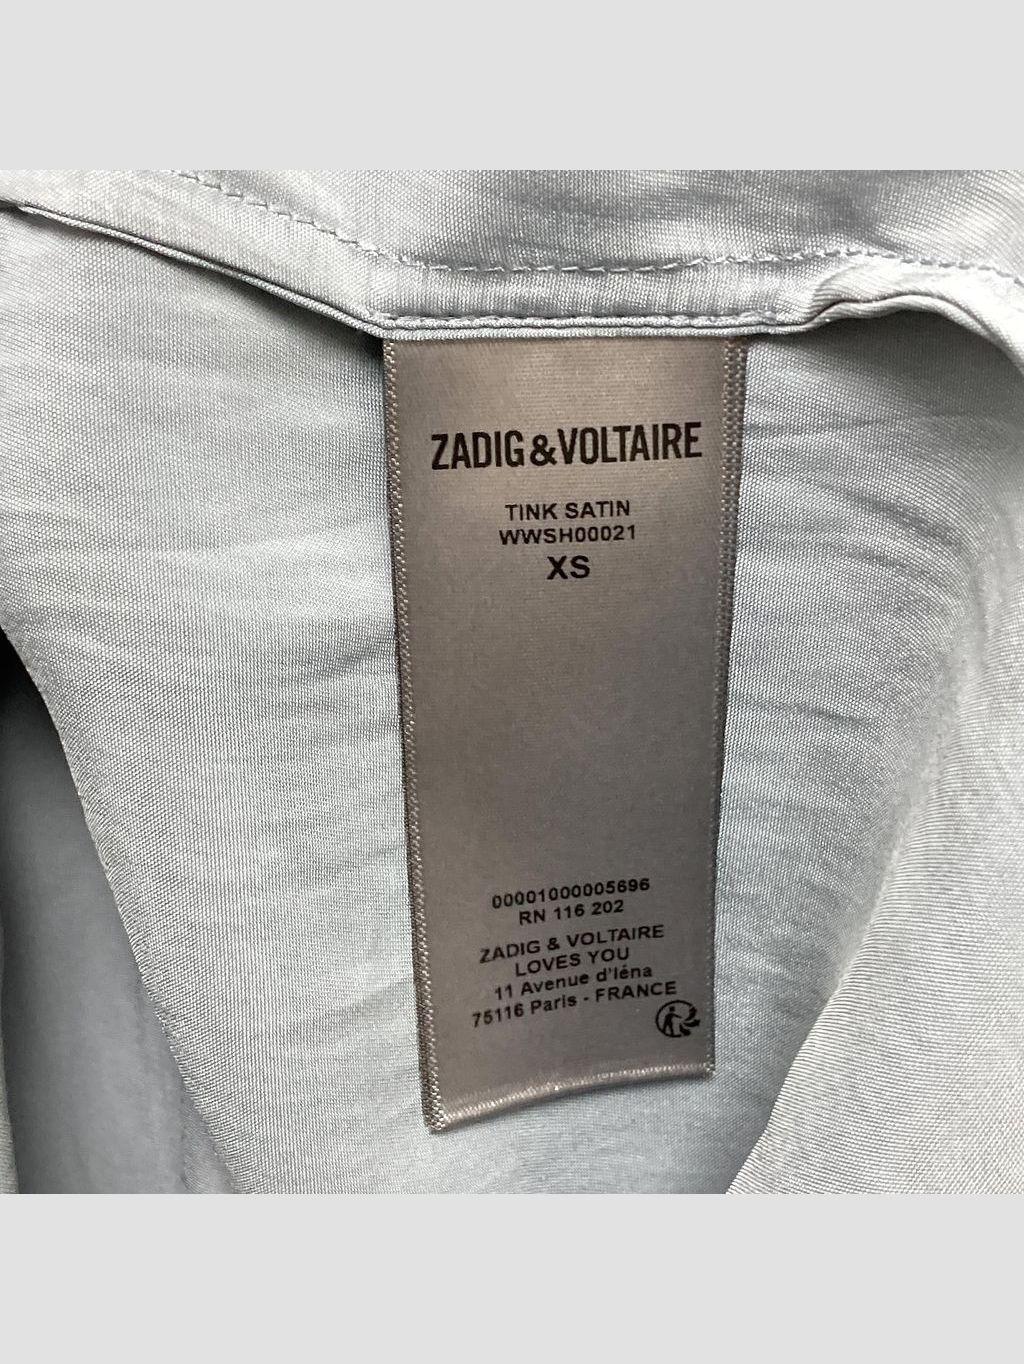 ZADIG&VOLTAIRE
TINK SATIN
WWSH00021
XS
00001000005696
RN 116 202
ZADIG & VOLTAIRE
LOVES YOU
11 Avenue d'Iéna
75116 Paris - FRANCE